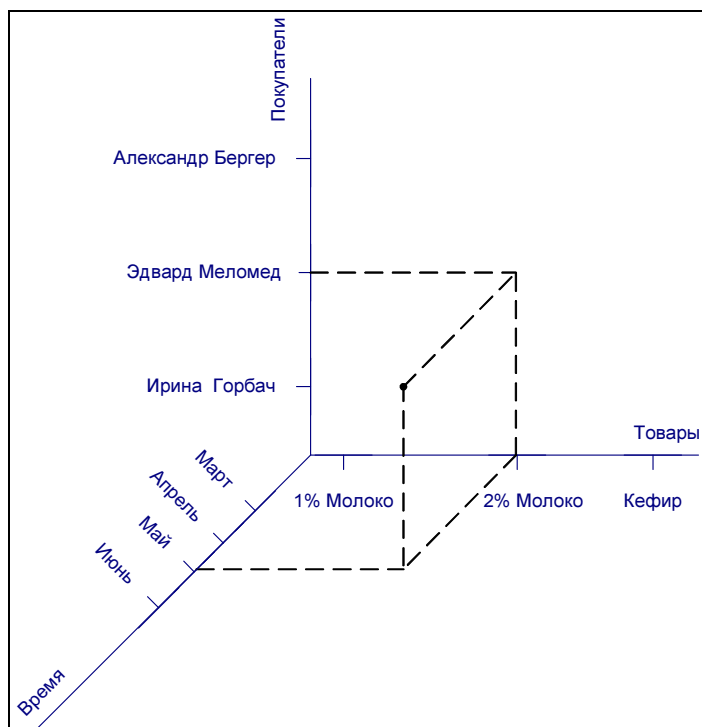 Покупатели
Александр Бергер
Эдвард Меломед
Ирина Горбач
Товары
1% Молоко
2% Молоко
Кефир
Март
Апрель
Май
Июнь
Время